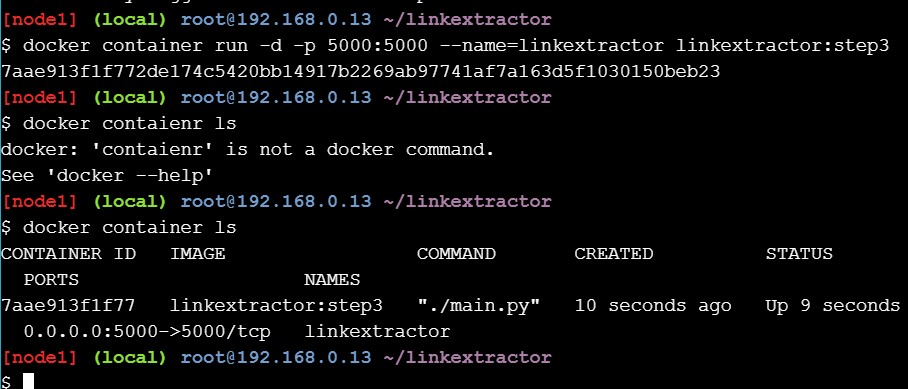 [node1] (local) root@192.168.0.13 ~/linkextractor
$ docker container run -d -p 5000:5000 --name=linkextractor linkextractor:step3
7aae913f1f772de174c5420bb14917b2269ab97741af7a163d5f1030150beb23
[node1] (local) root@192.168.0.13 ~/linkextractor
$ docker contaienr ls
docker: 'contaienr' is not a docker command.
See 'docker --help'
[node1] (local) root@192.168.0.13 ~/linkextractor
$ docker container ls
CONTAINER ID   IMAGE                COMMAND       CREATED          STATUS
  PORTS                    NAMES
7aae913f1f77   linkextractor:step3   "./main.py"   10 seconds ago   Up 9 seconds
  0.0.0.0:5000->5000/tcp   linkextractor
[node1] (local) root@192.168.0.13 ~/linkextractor
$